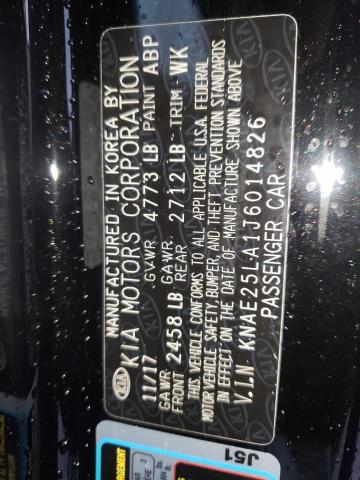 MANUFACTURED IN KOREA BY
KIA MOTORS CORPORATION
11/17 GVWR 4773 LB PAINT ABP
GAWR GAWR
FRONT 2458 LB REAR 2712 LB TRIM WK
THIS VEHICLE CONFORMS TO ALL APPLICABLE U.S.A. FEDERAL
MOTOR VEHICLE SAFETY, BUMPER, AND THEFT PREVENTION STANDARDS
IN EFFECT ON THE DATE OF MANUFACTURE SHOWN ABOVE
V.I.N KNAE25LA1J6014826
PASSENGER CAR
KIA
J51